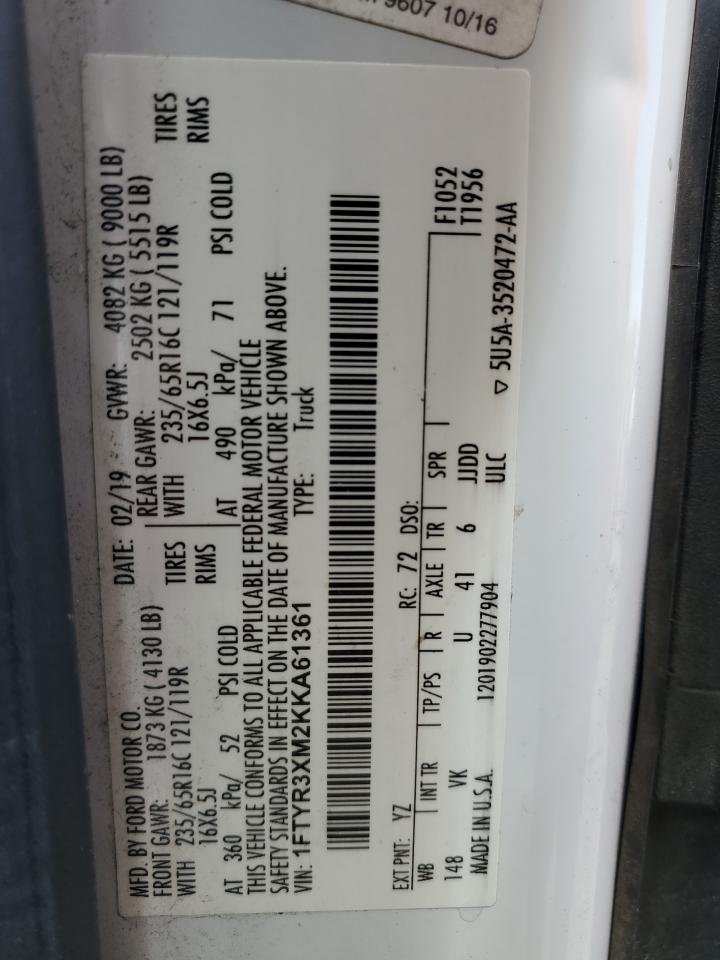 9607 10/16
MFD. BY FORD MOTOR CO. DATE: 02/19 GVWR: 4082 KG ( 9000 LB)
FRONT GAWR: 1873 KG ( 4130 LB) REAR GAWR: 2502 KG ( 5515 LB)
WITH 235/65R16C 121/119R TIRES WITH 235/65R16C 121/119R TIRES
16X6.5J RIMS 16X6.5J RIMS
AT 360 kPa/ 52 PSI COLD AT 490 kPa/ 71 PSI COLD
THIS VEHICLE CONFORMS TO ALL APPLICABLE FEDERAL MOTOR VEHICLE
SAFETY STANDARDS IN EFFECT ON THE DATE OF MANUFACTURE SHOWN ABOVE.
VIN: 1FTYR3XM2KKA61361 TYPE: Truck
EXT PNT: YZ RC: 72 DSO:
WB INT TR TP/PS R AXLE TR SPR F1052
148 VK U 41 6 JJDD T1956
MADE IN U.S.A. 1201902277904 ULC
▽ 5U5A-3520472-AA